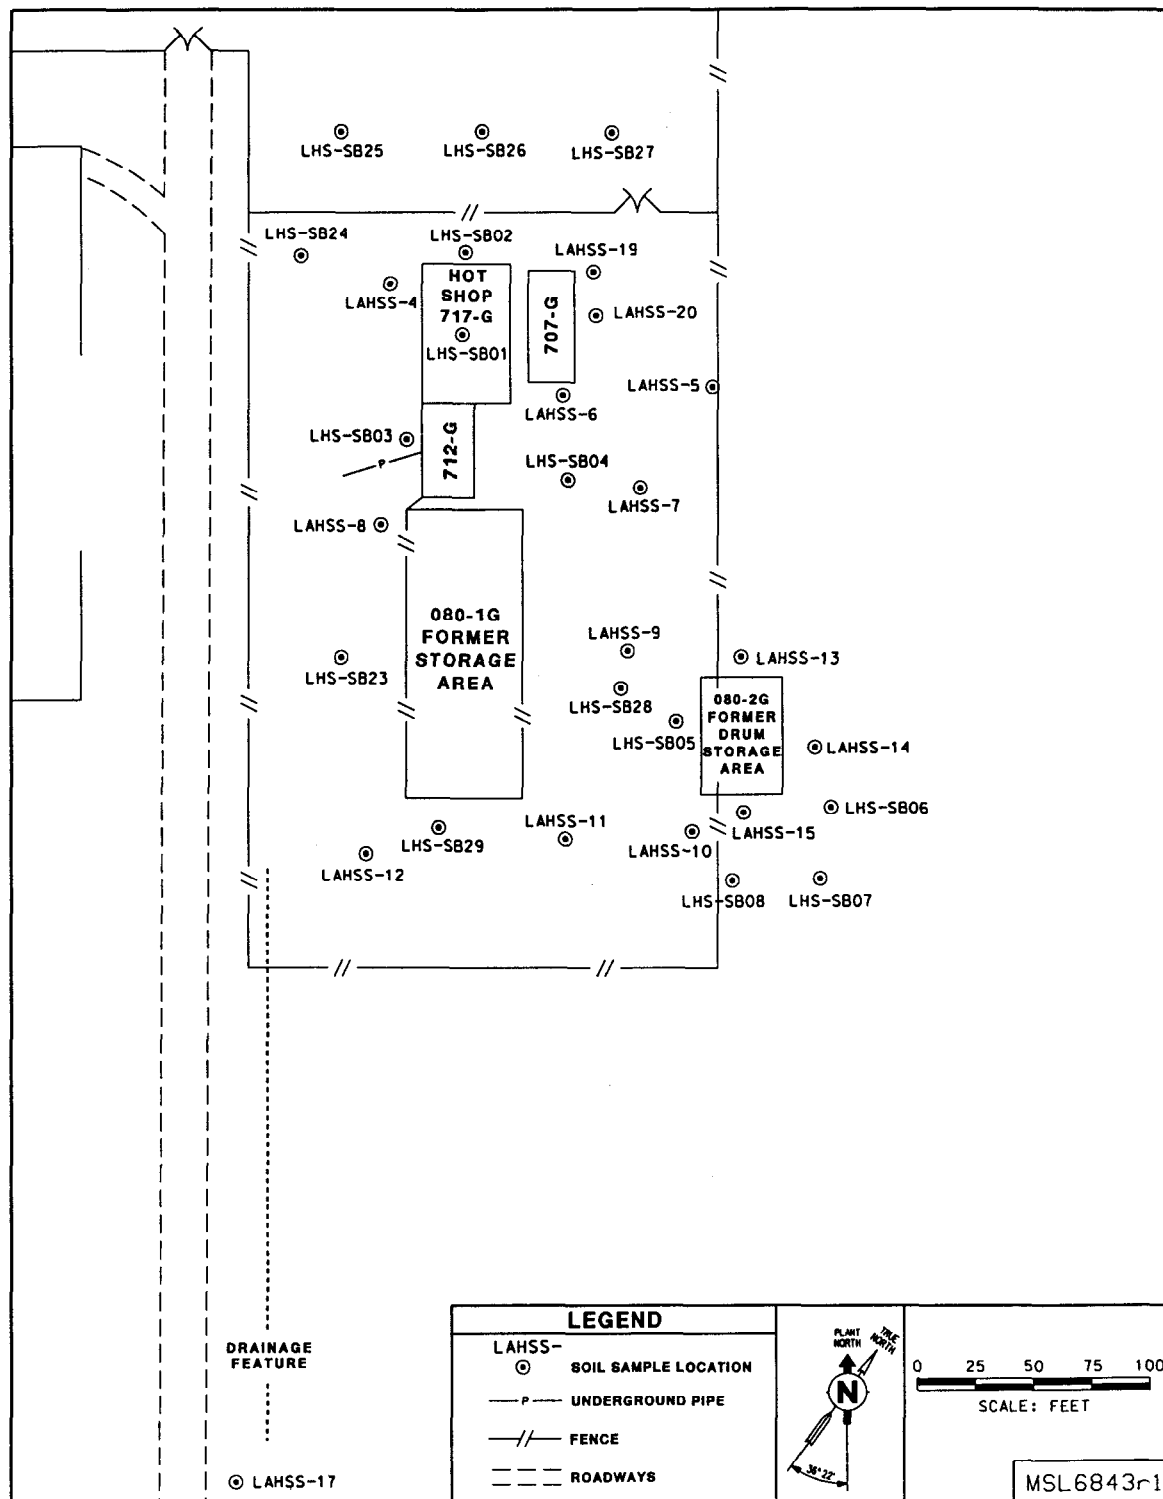 LHS-SB25
LHS-SB26
LHS-SB27
LHS-SB24
LHS-SB02
LAHSS-19
LAHSS-4
HOT
SHOP
717-G
LHS-SB01
707-G
LAHSS-20
LAHSS-5
LAHSS-6
LHS-SB03
P
712-G
LHS-SB04
LAHSS-7
LAHSS-8
080-1G
FORMER
STORAGE
AREA
LAHSS-9
LAHSS-13
LHS-SB23
LHS-SB28
LHS-SB05
080-2G
FORMER
DRUM
STORAGE
AREA
LAHSS-14
LHS-SB06
LAHSS-15
LAHSS-11
LAHSS-10
LHS-SB29
LAHSS-12
LHS-SB08
LHS-SB07
DRAINAGE
FEATURE
LAHSS-17
LEGEND
LAHSS-
SOIL SAMPLE LOCATION
P
UNDERGROUND PIPE
FENCE
ROADWAYS
PLANT
NORTH
TRUE
NORTH
N
36°22'
0 25 50 75 100
SCALE: FEET
MSL6843r1